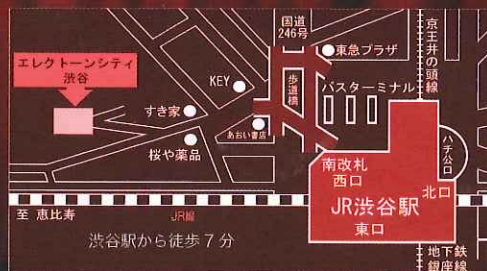 国道
246号
東急プラザ
京王井の頭線
エレクトーンシティ
渋谷
KEY
歩道橋
バスターミナル
すき家
あおい書店
桜や薬品
ハチ公口
南改札
西口
北口
JR渋谷駅
東口
至 恵比寿
JR線
渋谷駅から徒歩7分
地下鉄
銀座線